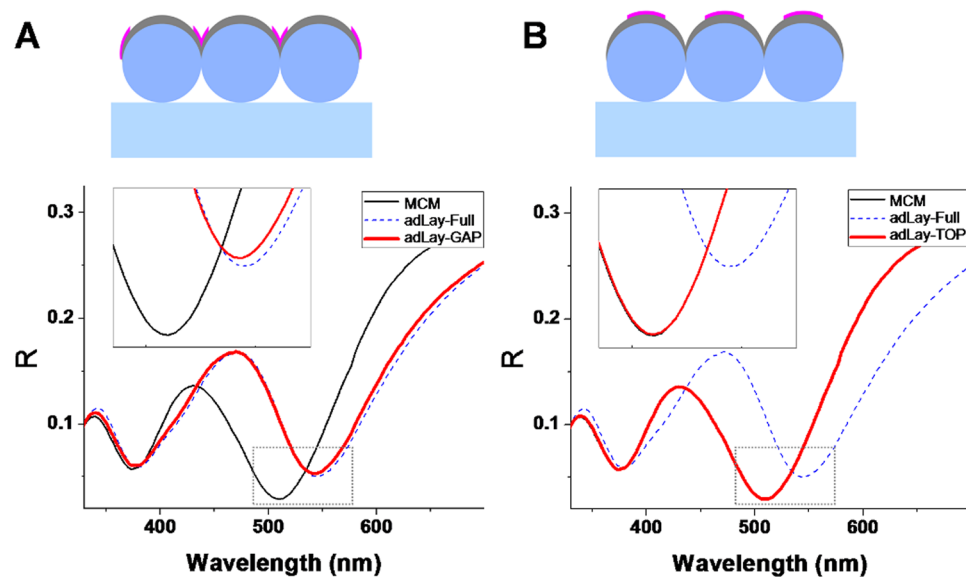 A
B
MCM
adLay-Full
adLay-GAP
0.3
0.2
0.1
R
400
500
600
Wavelength (nm)
MCM
adLay-Full
adLay-TOP
0.3
0.2
0.1
R
400
500
600
Wavelength (nm)